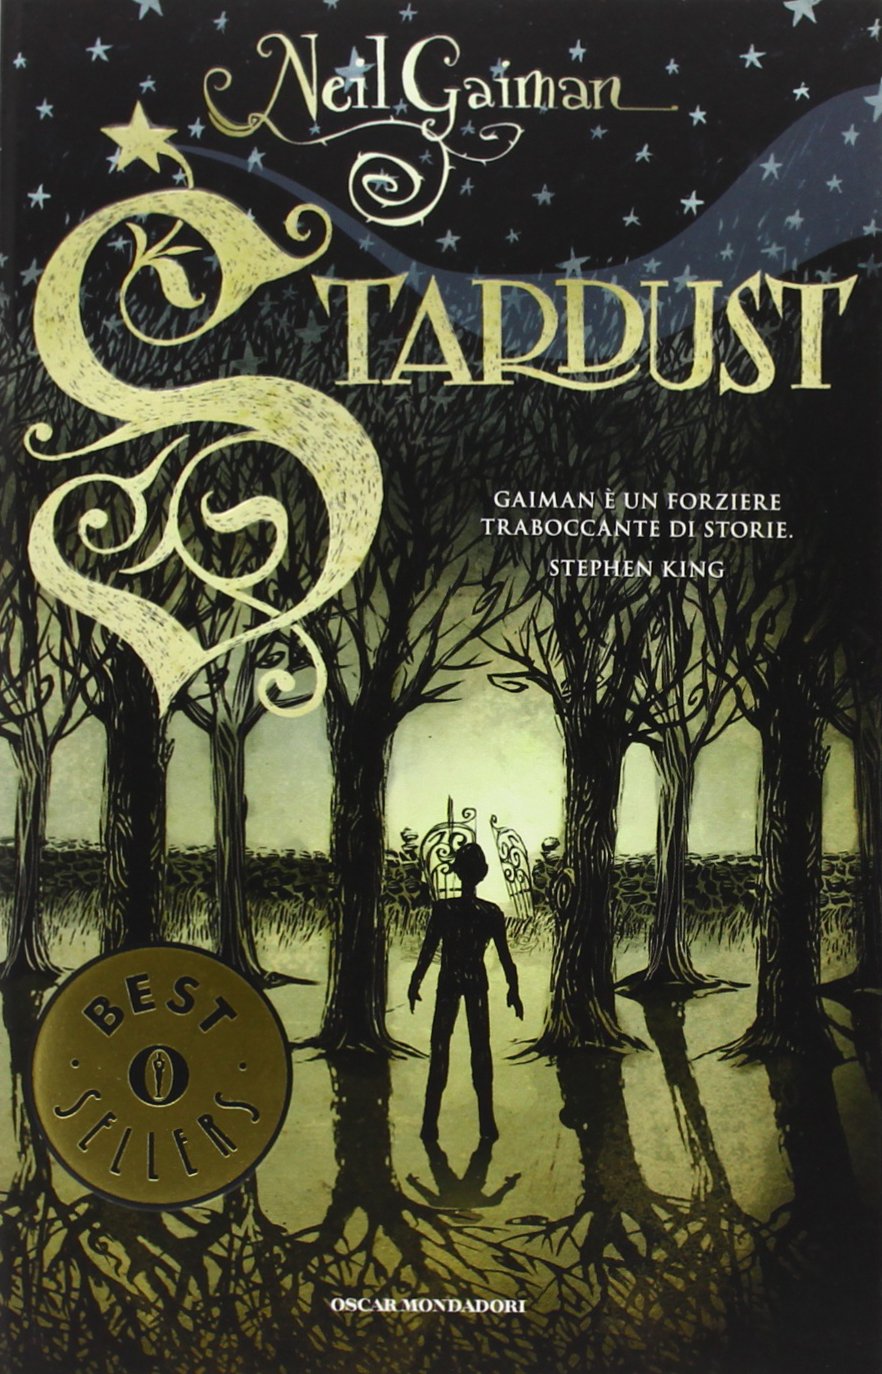 Neil Gaiman
STARDUST
GAIMAN È UN FORZIERE
TRABOCCANTE DI STORIE.
STEPHEN KING
BEST
O
SELLERS
OSCAR MONDADORI